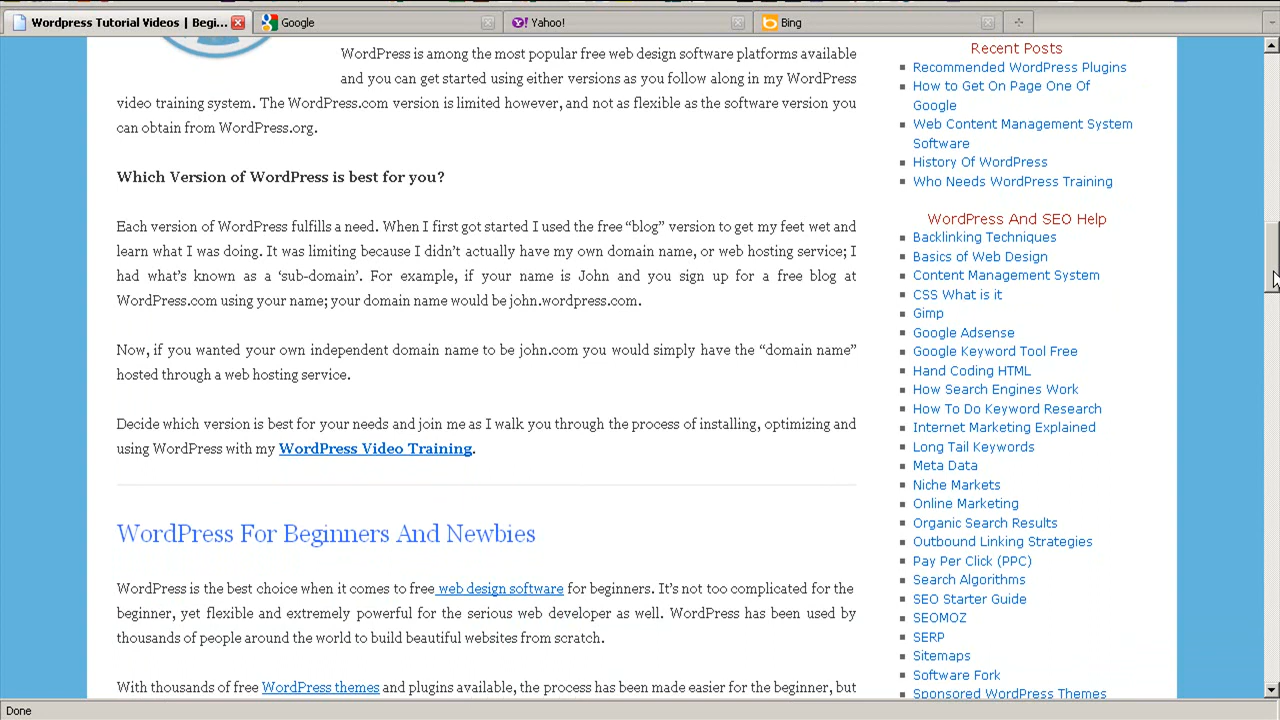 Wordpress Tutorial Videos | Begi...
Google
Yahoo!
Bing
WordPress is among the most popular free web design software platforms available
and you can get started using either versions as you follow along in my WordPress
video training system. The WordPress.com version is limited however, and not as flexible as the software version you
can obtain from WordPress.org.
Which Version of WordPress is best for you?
Each version of WordPress fulfills a need. When I first got started I used the free “blog” version to get my feet wet and
learn what I was doing. It was limiting because I didn’t actually have my own domain name, or web hosting service; I
had what’s known as a ‘sub-domain’. For example, if your name is John and you sign up for a free blog at
WordPress.com using your name; your domain name would be john.wordpress.com.
Now, if you wanted your own independent domain name to be john.com you would simply have the “domain name”
hosted through a web hosting service.
Decide which version is best for your needs and join me as I walk you through the process of installing, optimizing and
using WordPress with my WordPress Video Training.
WordPress For Beginners And Newbies
WordPress is the best choice when it comes to free web design software for beginners. It’s not too complicated for the
beginner, yet flexible and extremely powerful for the serious web developer as well. WordPress has been used by
thousands of people around the world to build beautiful websites from scratch.
With thousands of free WordPress themes and plugins available, the process has been made easier for the beginner, but
Recent Posts
Recommended WordPress Plugins
How to Get On Page One Of
Google
Web Content Management System
Software
History Of WordPress
Who Needs WordPress Training
WordPress And SEO Help
Backlinking Techniques
Basics of Web Design
Content Management System
CSS What is it
Gimp
Google Adsense
Google Keyword Tool Free
Hand Coding HTML
How Search Engines Work
How To Do Keyword Research
Internet Marketing Explained
Long Tail Keywords
Meta Data
Niche Markets
Online Marketing
Organic Search Results
Outbound Linking Strategies
Pay Per Click (PPC)
Search Algorithms
SEO Starter Guide
SEOMOZ
SERP
Sitemaps
Software Fork
Sponsored WordPress Themes
Done